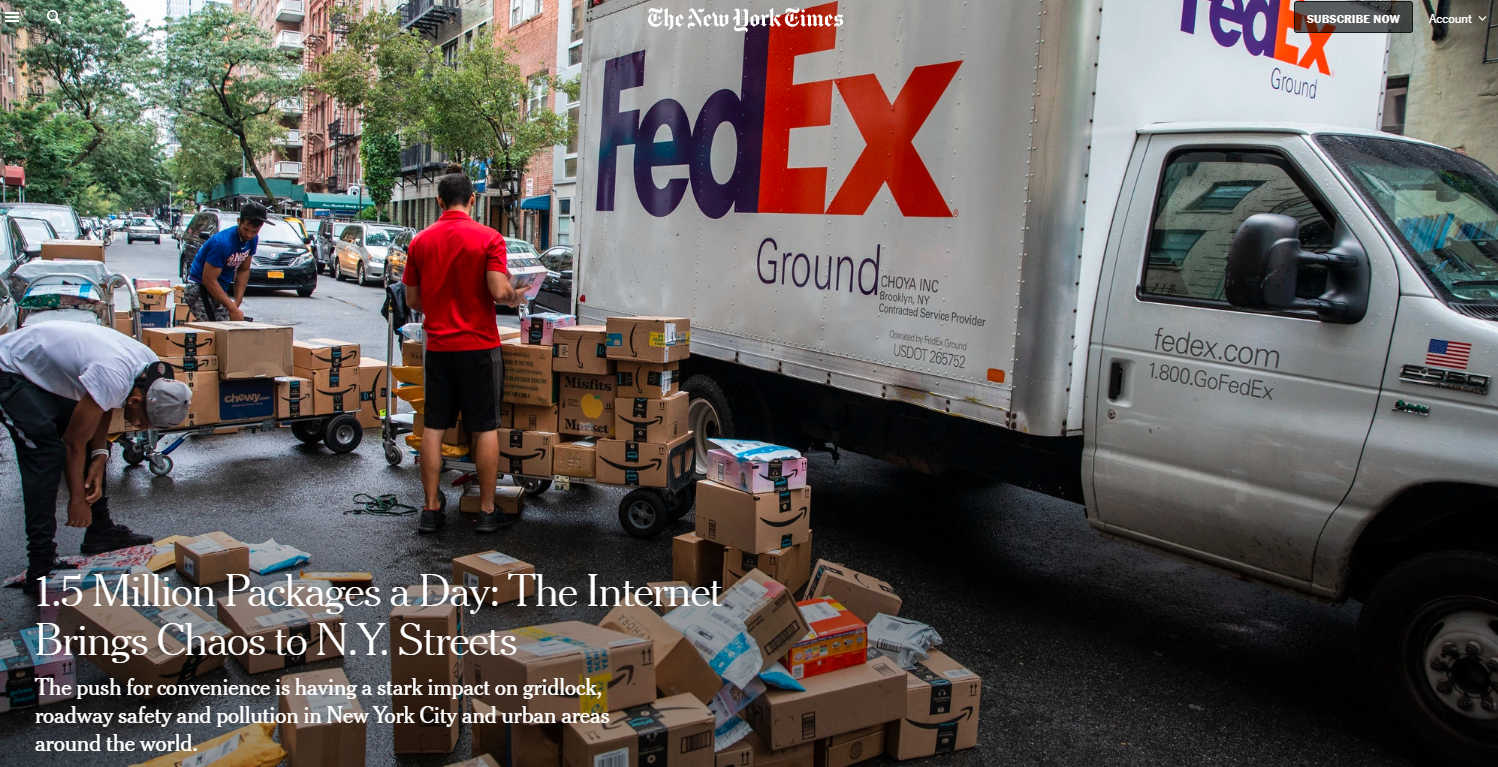 The New York Times
SUBSCRIBE NOW
Account
FedEx
Ground
FedEx
Ground
CHOYA INC
Brooklyn, NY
Contracted Service Provider
Operated by FedEx Ground
USDOT 265752
fedex.com
1.800.GoFedEx
chewy.com
Misfits
Market
1.5 Million Packages a Day: The Internet
Brings Chaos to N.Y. Streets
The push for convenience is having a stark impact on gridlock,
roadway safety and pollution in New York City and urban areas
around the world.